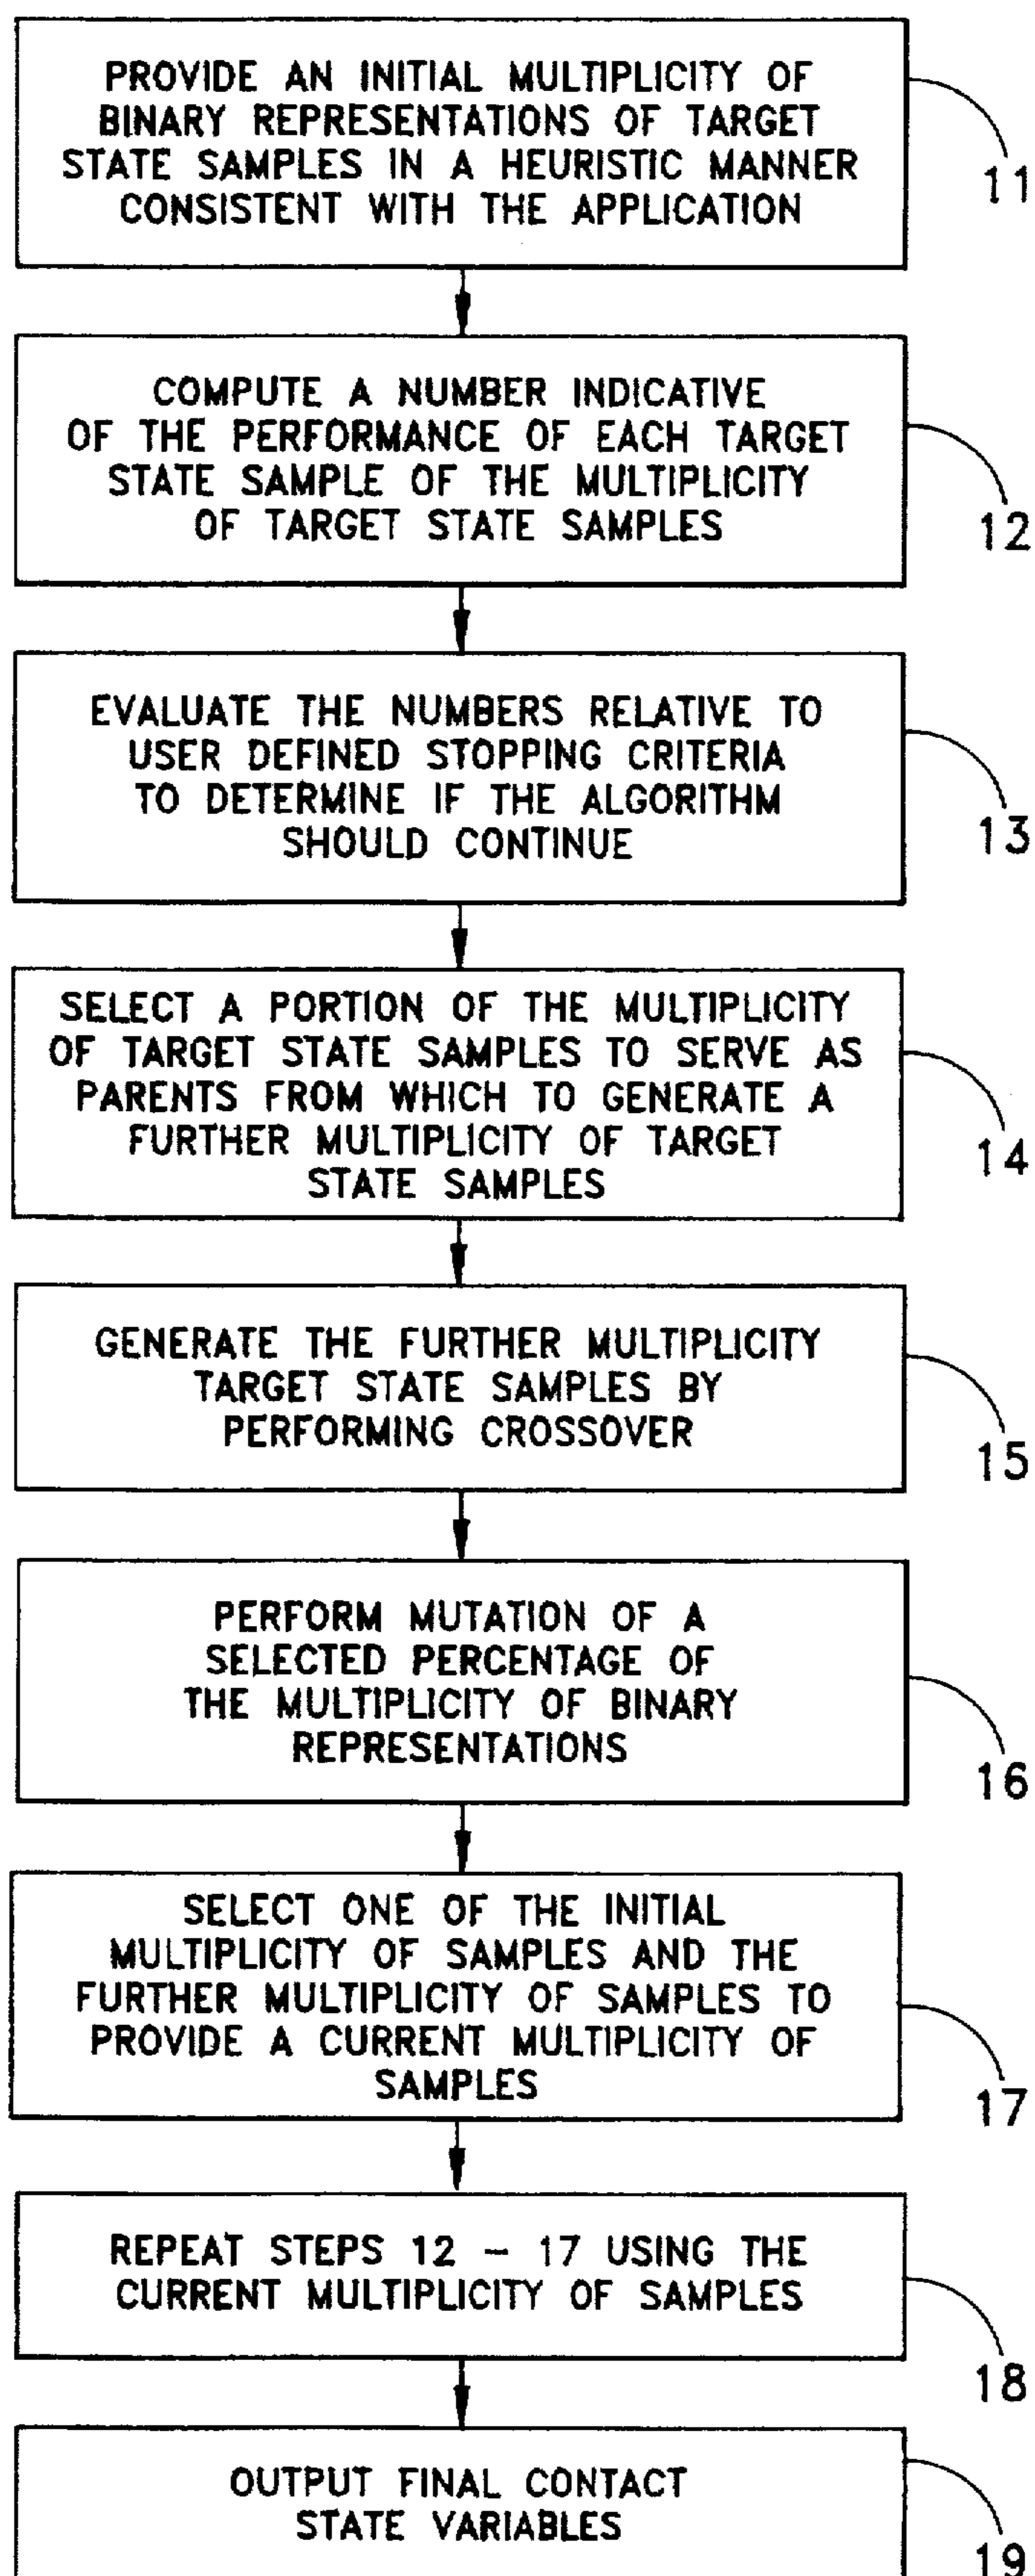 PROVIDE AN INITIAL MULTIPLICITY OF
BINARY REPRESENTATIONS OF TARGET
STATE SAMPLES IN A HEURISTIC MANNER
CONSISTENT WITH THE APPLICATION
11
COMPUTE A NUMBER INDICATIVE
OF THE PERFORMANCE OF EACH TARGET
STATE SAMPLE OF THE MULTIPLICITY
OF TARGET STATE SAMPLES
12
EVALUATE THE NUMBERS RELATIVE TO
USER DEFINED STOPPING CRITERIA
TO DETERMINE IF THE ALGORITHM
SHOULD CONTINUE
13
SELECT A PORTION OF THE MULTIPLICITY
OF TARGET STATE SAMPLES TO SERVE AS
PARENTS FROM WHICH TO GENERATE A
FURTHER MULTIPLICITY OF TARGET
STATE SAMPLES
14
GENERATE THE FURTHER MULTIPLICITY
TARGET STATE SAMPLES BY
PERFORMING CROSSOVER
15
PERFORM MUTATION OF A
SELECTED PERCENTAGE OF
THE MULTIPLICITY OF BINARY
REPRESENTATIONS
16
SELECT ONE OF THE INITIAL
MULTIPLICITY OF SAMPLES AND THE
FURTHER MULTIPLICITY OF SAMPLES TO
PROVIDE A CURRENT MULTIPLICITY OF
SAMPLES
17
REPEAT STEPS 12 - 17 USING THE
CURRENT MULTIPLICITY OF SAMPLES
18
OUTPUT FINAL CONTACT
STATE VARIABLES
19